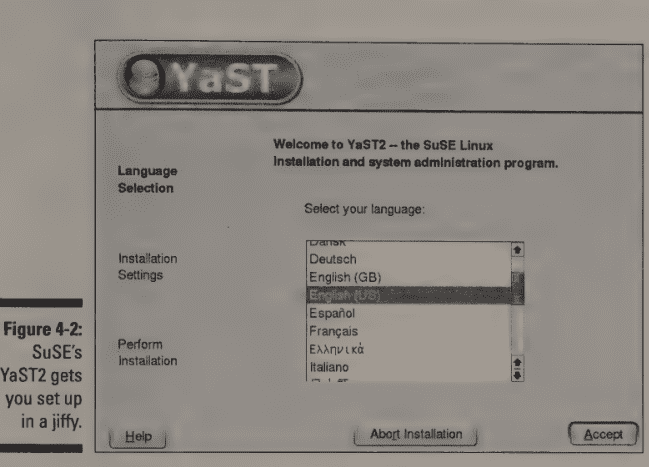 YaST
Welcome to YaST2 – the SuSE Linux
installation and system administration program.
Language
Selection
Select your language:
Dansk
Deutsch
English (GB)
English (US)
Español
Français
Ελληνικά
Italiano
Installation
Settings
Perform
Installation
Help
Abort Installation
Accept
Figure 4-2:
SuSE's
YaST2 gets
you set up
in a jiffy.